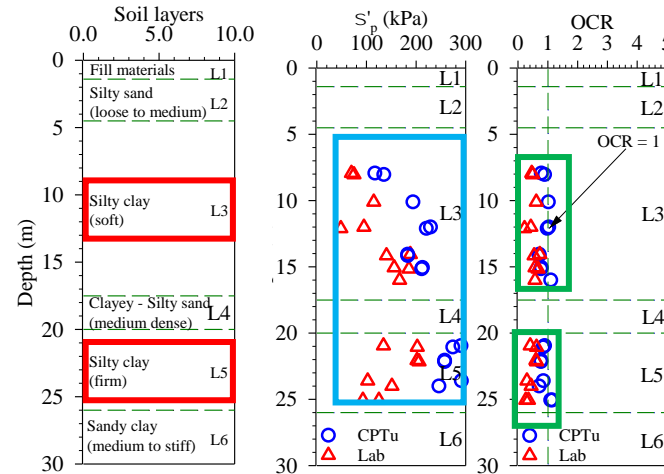 Soil layers
0.0 5.0 10.0
0
5
10
15
20
25
30
Depth (m)
Fill materials L1
Silty sand L2
(loose to medium)
Silty clay L3
(soft)
Clayey - Silty sand L4
(medium dense)
Silty clay L5
(firm)
Sandy clay L6
(medium to stiff)
S'p (kPa)
0 100 200 300
0
5
10
15
20
25
30
L1
L2
L3
L4
L5
L6
CPTu
Lab
OCR
0 1 2 3 4 5
0
5
10
15
20
25
30
L1
L2
OCR = 1
L3
L4
L5
L6
CPTu
Lab